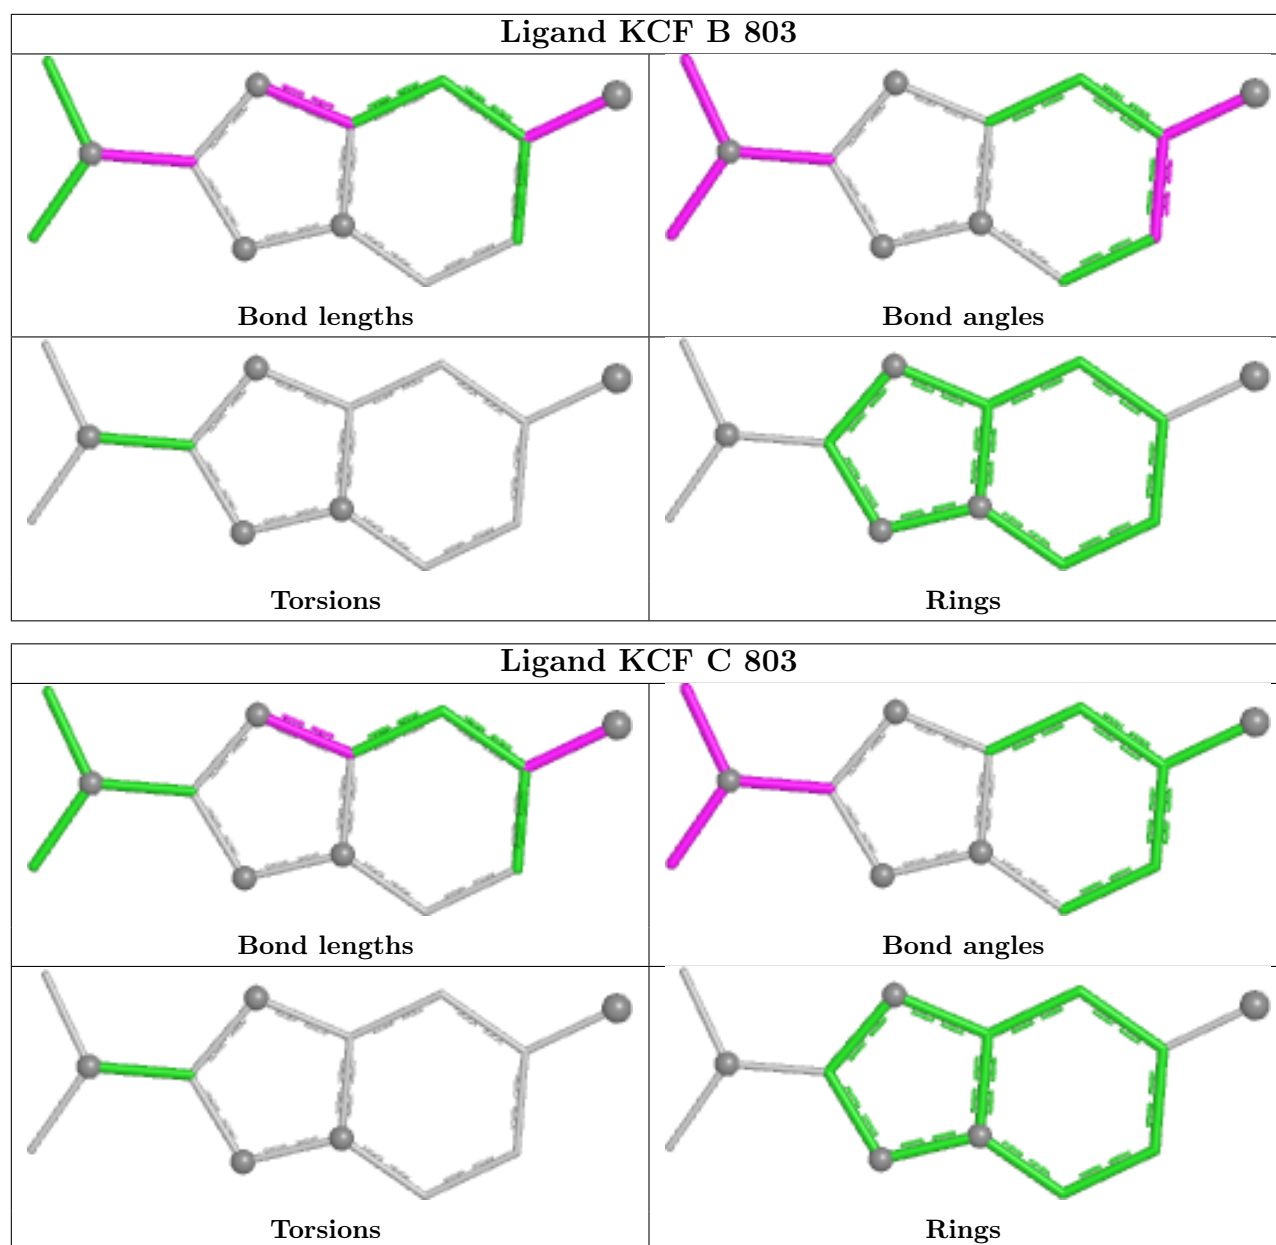 Ligand KCF B 803
Bond lengths
Bond angles
Torsions
Rings
Ligand KCF C 803
Bond lengths
Bond angles
Torsions
Rings